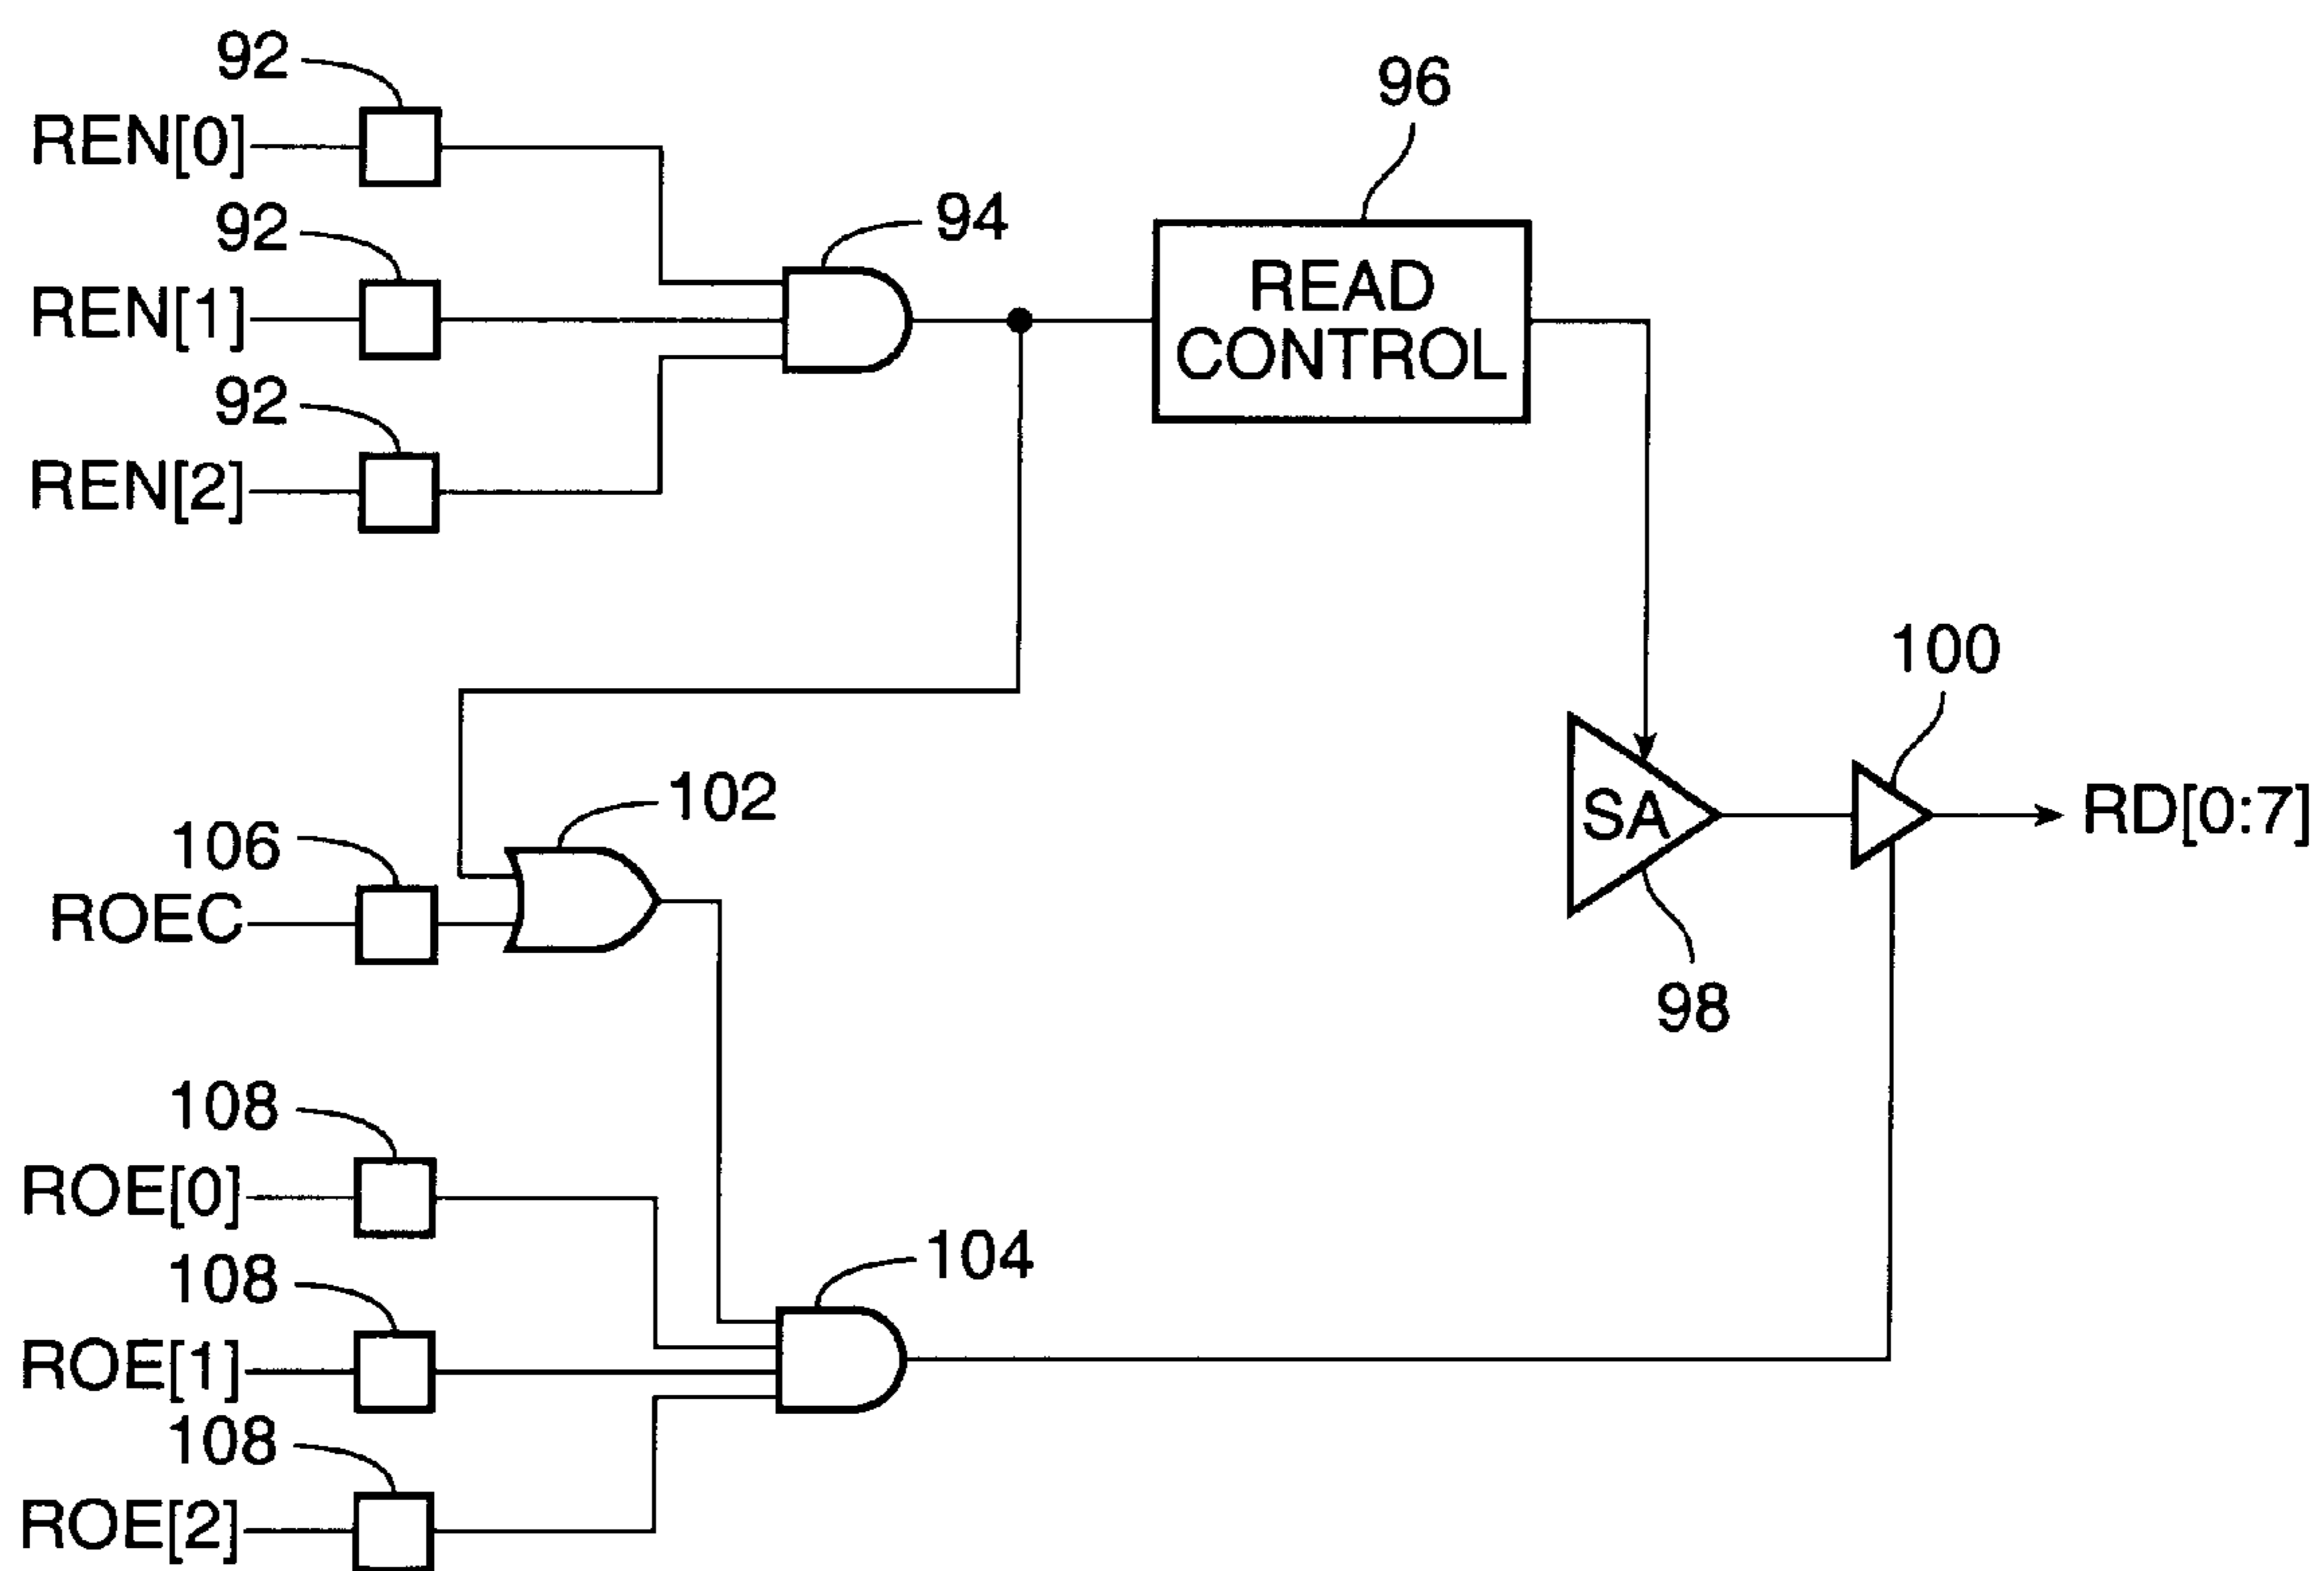 92
REN[0]
92
REN[1]
92
REN[2]
94
96
READ
CONTROL
100
SA
RD[0:7]
98
102
106
ROEC
108
ROE[0]
108
ROE[1]
108
ROE[2]
104